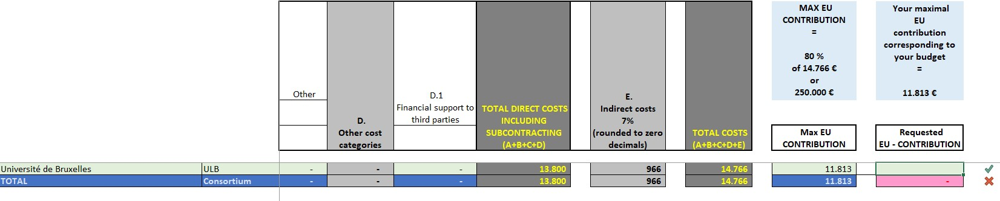 Other
D.
Other cost
categories
D.1
Financial support to
third parties
TOTAL DIRECT COSTS
INCLUDING
SUBCONTRACTING
(A+B+C+D)
E.
Indirect costs
7%
(rounded to zero
decimals)
TOTAL COSTS
(A+B+C+D+E)
MAX EU
CONTRIBUTION
=
80 %
of 14.766 €
or
250.000 €
Max EU
CONTRIBUTION
Your maximal
EU
contribution
corresponding to
your budget
=
11.813 €
Requested
EU - CONTRIBUTION
Université de Bruxelles ULB - - - 13.800 966 14.766 11.813
TOTAL Consortium - - - 13.800 966 14.766 11.813 -